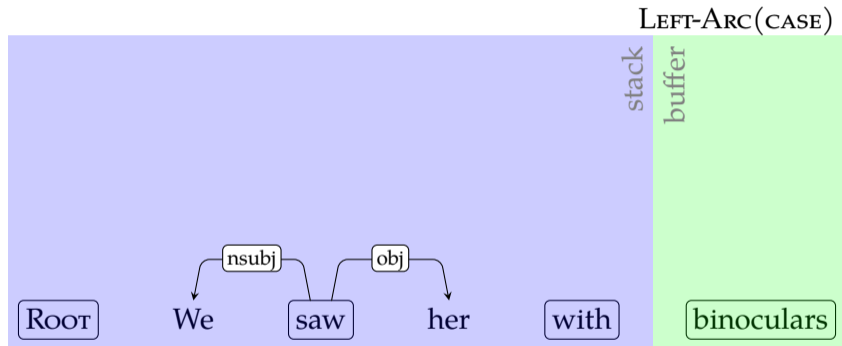 LEFT-ARC(CASE)
stack
buffer
nsubj obj
ROOT We saw her with binoculars